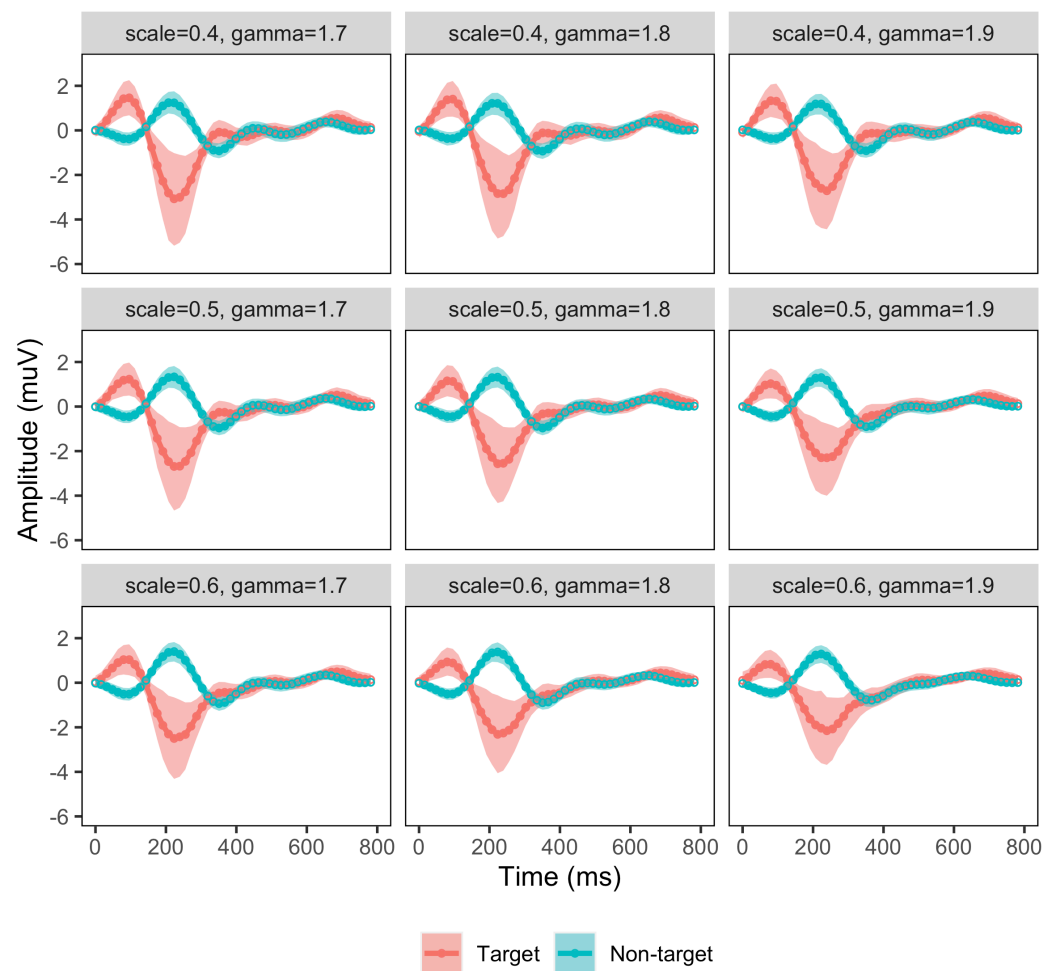 scale=0.4, gamma=1.7
scale=0.4, gamma=1.8
scale=0.4, gamma=1.9
2
0
-2
-4
-6
scale=0.5, gamma=1.7
scale=0.5, gamma=1.8
scale=0.5, gamma=1.9
2
0
-2
-4
-6
Amplitude (muV)
scale=0.6, gamma=1.7
scale=0.6, gamma=1.8
scale=0.6, gamma=1.9
2
0
-2
-4
-6
0 200 400 600 800
0 200 400 600 800
0 200 400 600 800
Time (ms)
Target
Non-target